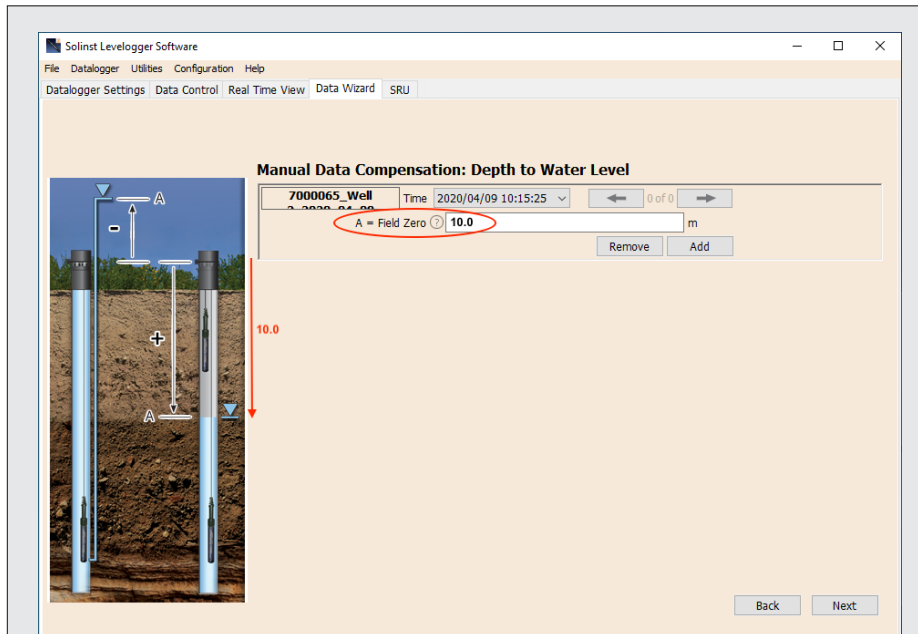 Solinst Levelogger Software
File Datalogger Utilities Configuration Help
Datalogger Settings Data Control Real Time View Data Wizard SRU
Manual Data Compensation: Depth to Water Level
7000065_Well Time 2020/04/09 10:15:25 0 of 0
2_2020_04_09
A = Field Zero ? 10.0 m
Remove Add
A
-
+
10.0
A
Back Next